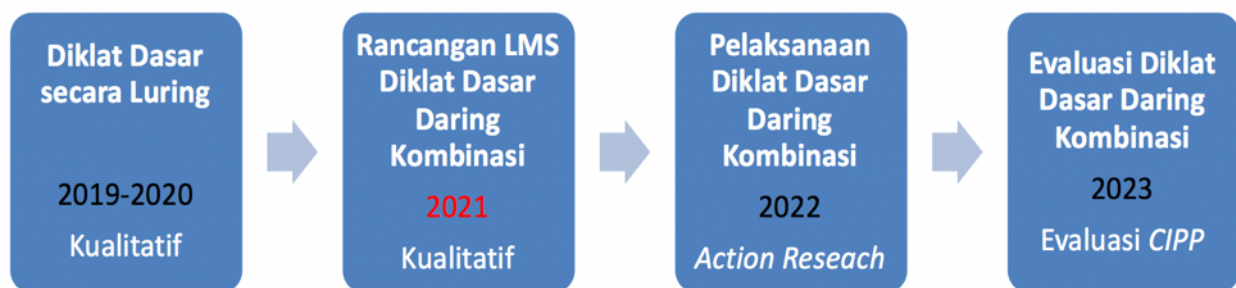 Diklat Dasar
secara Luring
2019-2020
Kualitatif
Rancangan LMS
Diklat Dasar
Daring
Kombinasi
2021
Kualitatif
Pelaksanaan
Diklat Dasar
Daring
Kombinasi
2022
Action Reseach
Evaluasi Diklat
Dasar Daring
Kombinasi
2023
Evaluasi CIPP